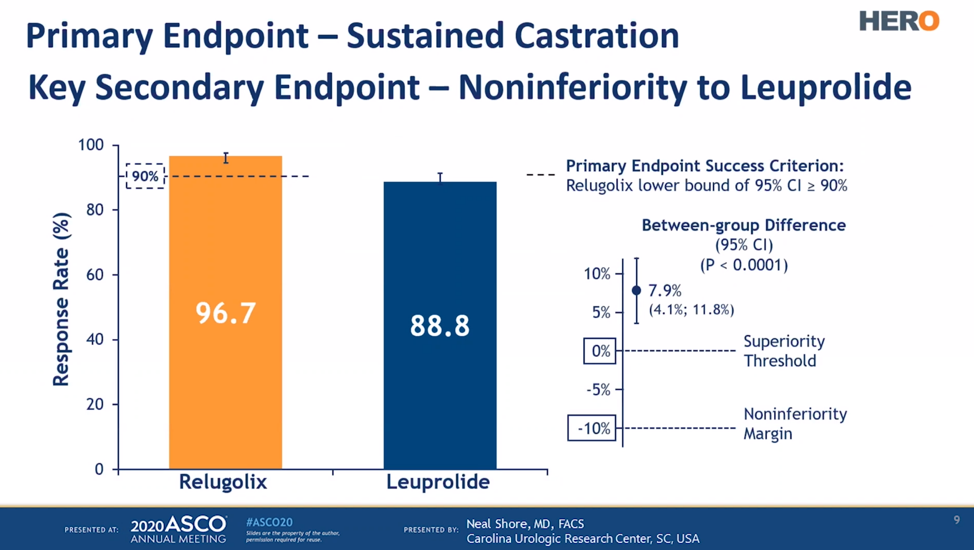 HERO
Primary Endpoint – Sustained Castration
Key Secondary Endpoint – Noninferiority to Leuprolide
Response Rate (%)
100
80
60
40
20
0
90%
96.7
88.8
Relugolix
Leuprolide
Primary Endpoint Success Criterion:
Relugolix lower bound of 95% CI ≥ 90%
Between-group Difference
(95% CI)
(P < 0.0001)
10%
5%
0%
-5%
-10%
7.9%
(4.1%; 11.8%)
Superiority
Threshold
Noninferiority
Margin
PRESENTED AT:
2020 ASCO
ANNUAL MEETING
#ASCO20
Slides are the property of the author,
permission required for reuse.
PRESENTED BY:
Neal Shore, MD, FACS
Carolina Urologic Research Center, SC, USA
9